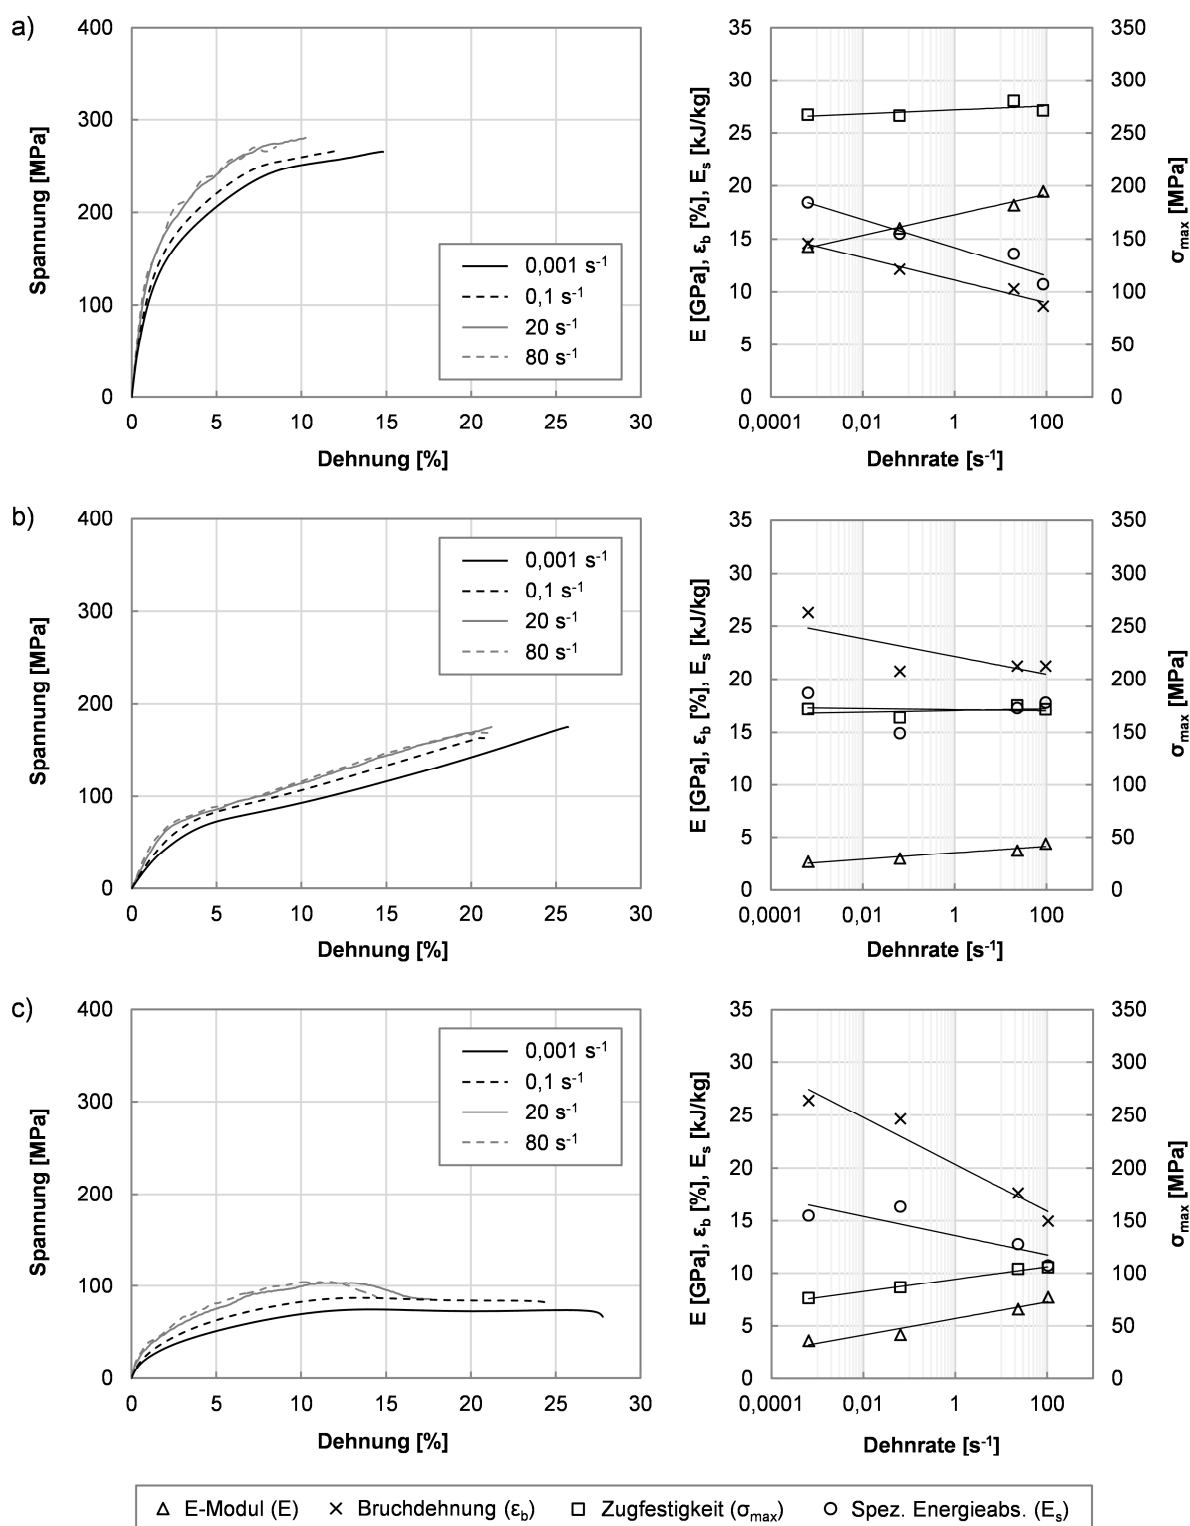 a)
400
300
200
100
0
Spannung [MPa]
0,001 s-1
0,1 s-1
20 s-1
80 s-1
0 5 10 15 20 25 30
Dehnung [%]
35
30
25
20
15
10
5
0
E [GPa], εb [%], Es [kJ/kg]
350
300
250
200
150
100
50
0
σmax [MPa]
0,0001 0,01 1 100
Dehnrate [s-1]
b)
400
300
200
100
0
Spannung [MPa]
0,001 s-1
0,1 s-1
20 s-1
80 s-1
0 5 10 15 20 25 30
Dehnung [%]
35
30
25
20
15
10
5
0
E [GPa], εb [%], Es [kJ/kg]
350
300
250
200
150
100
50
0
σmax [MPa]
0,0001 0,01 1 100
Dehnrate [s-1]
c)
400
300
200
100
0
Spannung [MPa]
0,001 s-1
0,1 s-1
20 s-1
80 s-1
0 5 10 15 20 25 30
Dehnung [%]
35
30
25
20
15
10
5
0
E [GPa], εb [%], Es [kJ/kg]
350
300
250
200
150
100
50
0
σmax [MPa]
0,0001 0,01 1 100
Dehnrate [s-1]
E-Modul (E) Bruchdehnung (εb) Zugfestigkeit (σmax) Spez. Energieabs. (Es)